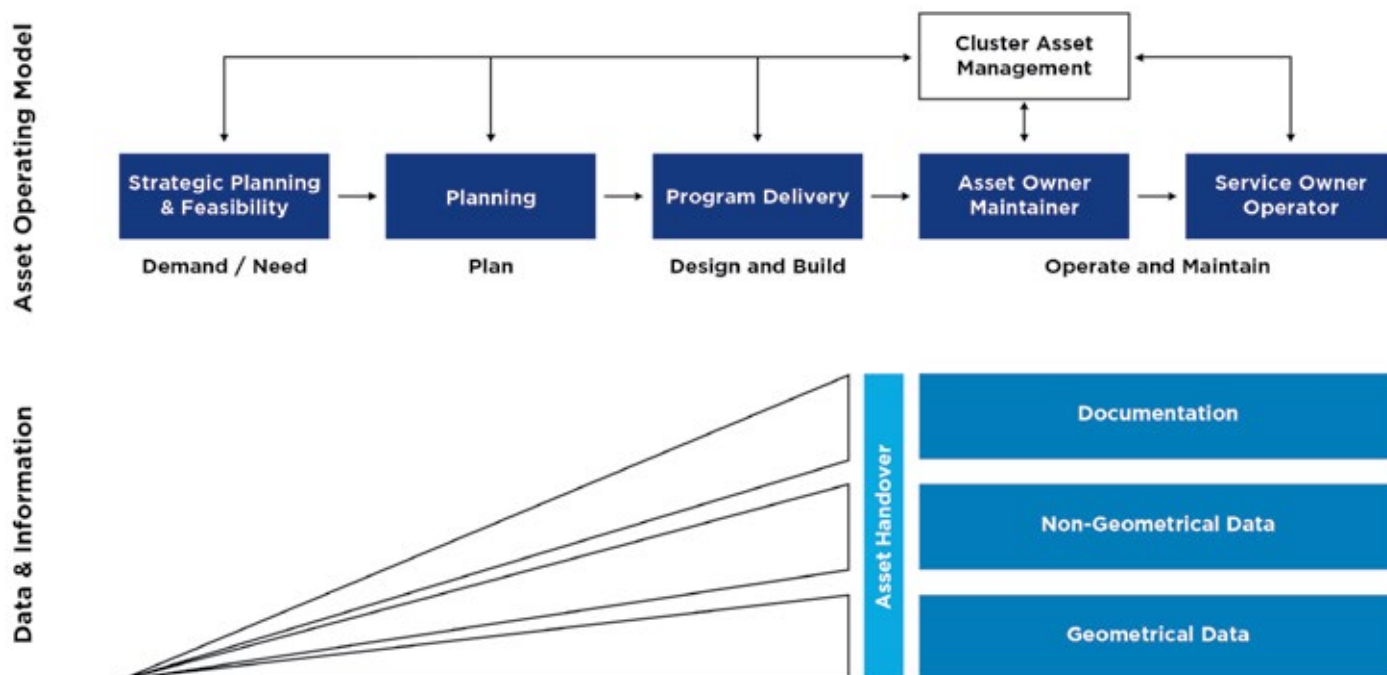 Asset Operating Model
Cluster Asset
Management
Strategic Planning
& Feasibility
Planning
Program Delivery
Asset Owner
Maintainer
Service Owner
Operator
Demand / Need
Plan
Design and Build
Operate and Maintain
Data & Information
Asset Handover
Documentation
Non-Geometrical Data
Geometrical Data